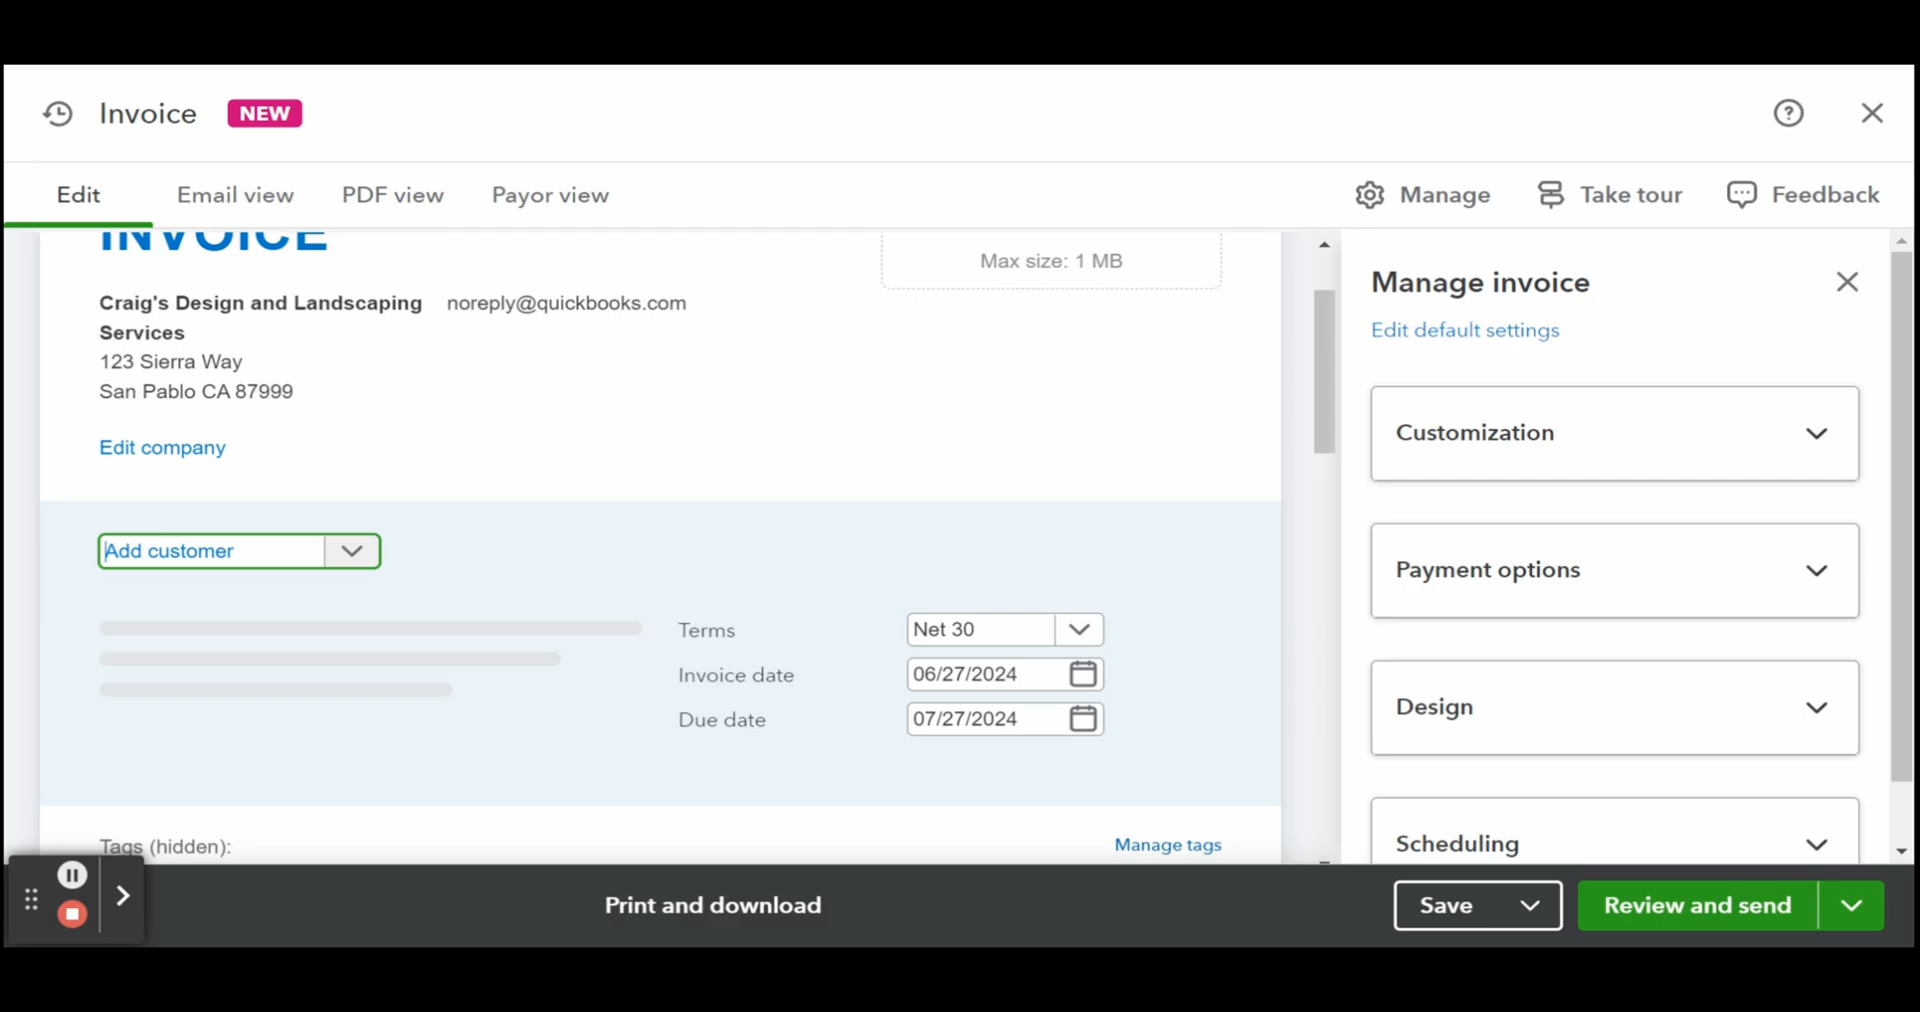 Invoice NEW
Edit Email view PDF view Payor view Manage Take tour Feedback
INVOICE
Max size: 1 MB
Craig's Design and Landscaping noreply@quickbooks.com
Services
123 Sierra Way
San Pablo CA 87999
Edit company
Add customer
Terms Net 30
Invoice date 06/27/2024
Due date 07/27/2024
Tags (hidden): Manage tags
Manage invoice
Edit default settings
Customization
Payment options
Design
Scheduling
Print and download Save Review and send